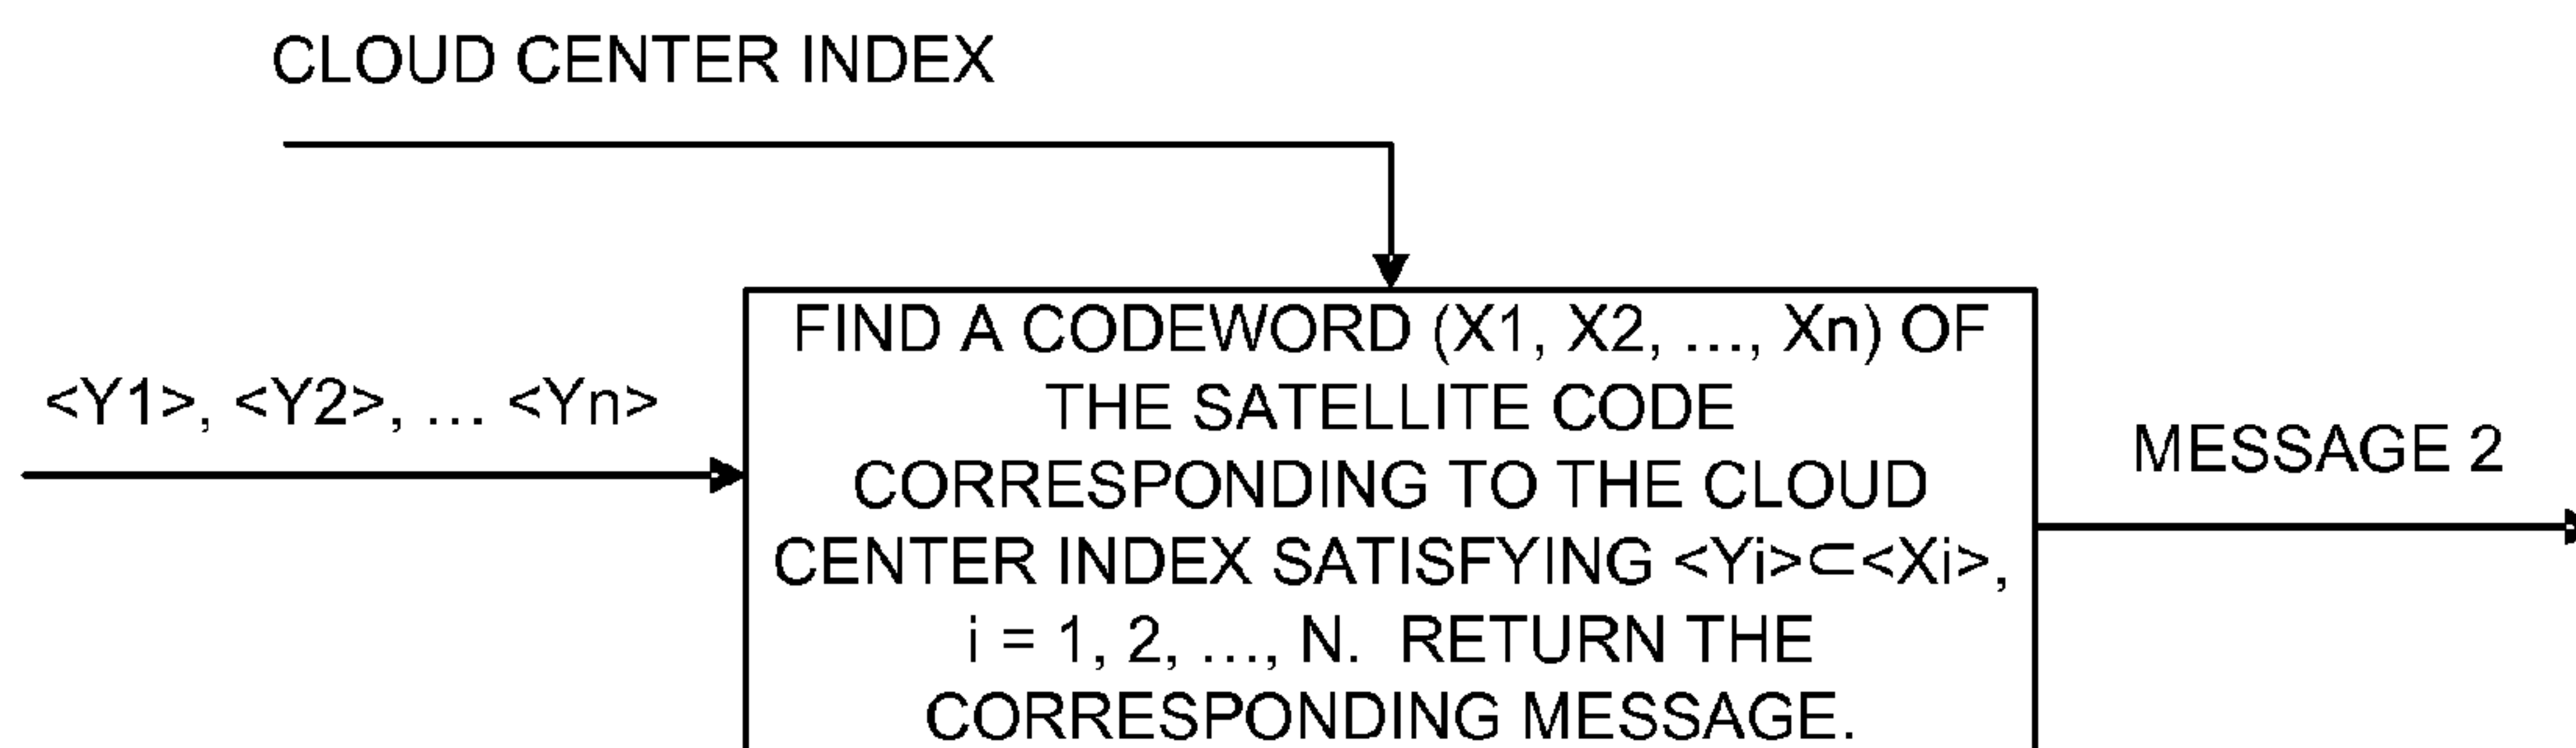 CLOUD CENTER INDEX
<Y1>, <Y2>, ... <Yn>
FIND A CODEWORD (X1, X2, ..., Xn) OF
THE SATELLITE CODE
CORRESPONDING TO THE CLOUD
CENTER INDEX SATISFYING <Yi>⊂<Xi>,
i = 1, 2, ..., N. RETURN THE
CORRESPONDING MESSAGE.
MESSAGE 2